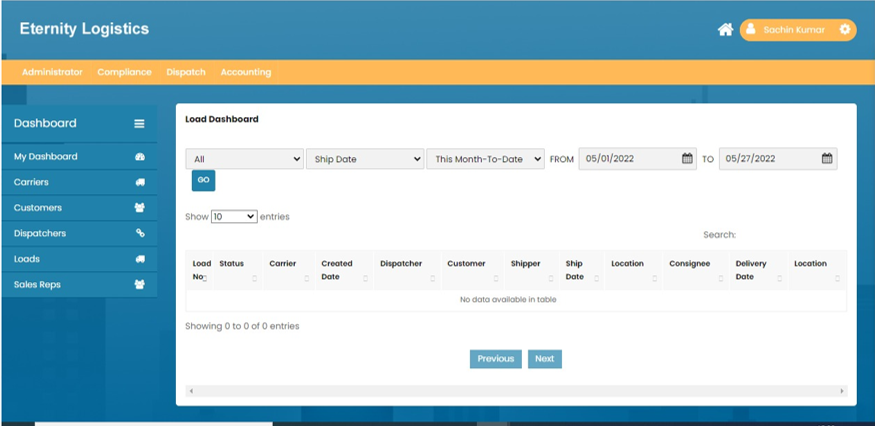 Eternity Logistics
Sachin Kumar
Administrator Compliance Dispatch Accounting
Dashboard
My Dashboard
Carriers
Customers
Dispatchers
Loads
Sales Reps
Load Dashboard
All Ship Date This Month-To-Date FROM 05/01/2022 TO 05/27/2022
GO
Show 10 entries
Search:
Load No Status Carrier Created Date Dispatcher Customer Shipper Ship Date Location Consignee Delivery Date Location
No data available in table
Showing 0 to 0 of 0 entries
Previous Next